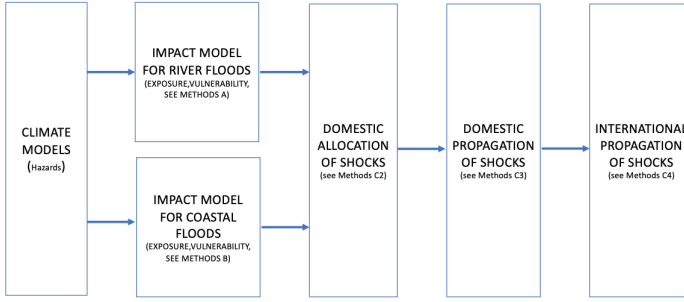 CLIMATE
MODELS
(Hazards)
IMPACT MODEL
FOR RIVER FLOODS
(EXPOSURE,VULNERABILITY,
SEE METHODS A)
IMPACT MODEL
FOR COASTAL
FLOODS
(EXPOSURE,VULNERABILITY,
SEE METHODS B)
DOMESTIC
ALLOCATION
OF SHOCKS
(see Methods C2)
DOMESTIC
PROPAGATION
OF SHOCKS
(see Methods C3)
INTERNATIONAL
PROPAGATION
OF SHOCKS
(see Methods C4)